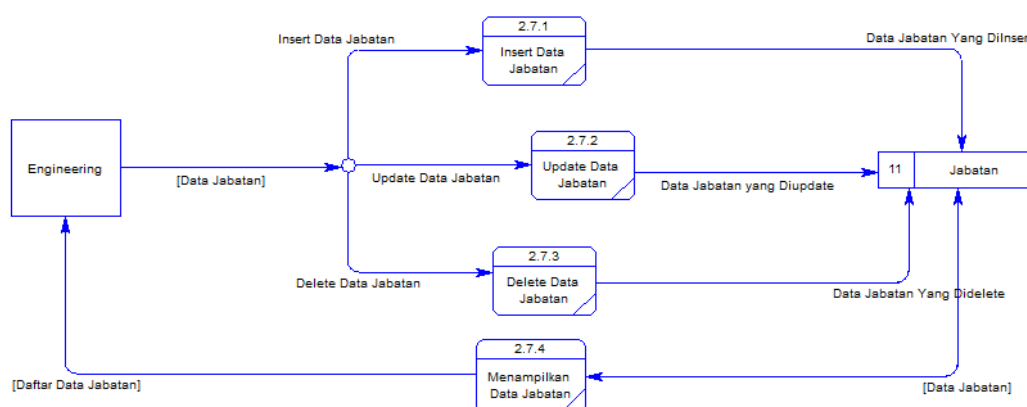 2.7.1
Insert Data Jabatan
Data Jabatan Yang DiInser
Insert Data
Jabatan
2.7.2
Engineering
Update Data
Jabatan
11
Jabatan
[Data Jabatan]
Update Data Jabatan
Data Jabatan yang Diupdate
2.7.3
Delete Data Jabatan
Delete Data
Jabatan
Data Jabatan Yang Didelete
2.7.4
[Daftar Data Jabatan]
Menampilkan
Data Jabatan
[Data Jabatan]